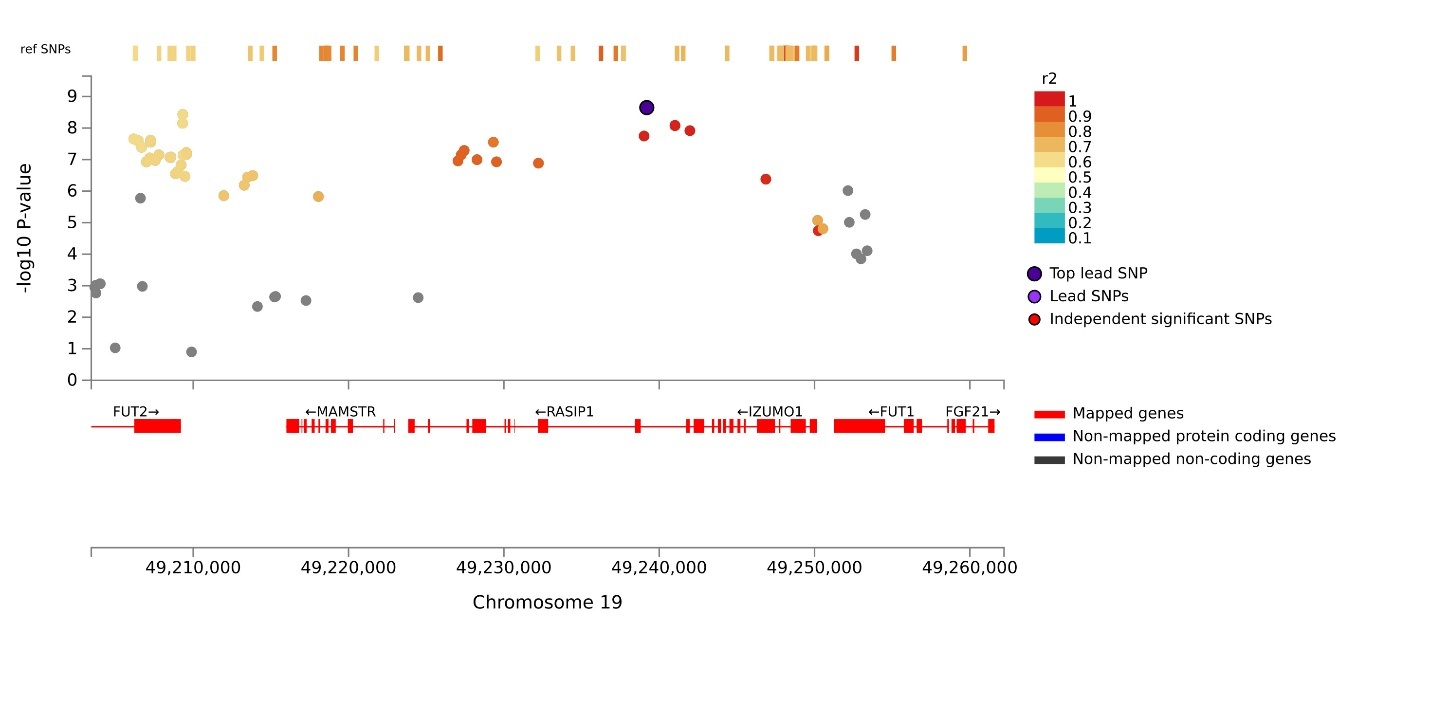 ref SNPs
r2
1
0.9
0.8
0.7
0.6
0.5
0.4
0.3
0.2
0.1
9
8
7
6
5
4
3
2
1
0
-log10 P-value
Top lead SNP
Lead SNPs
Independent significant SNPs
FUT2→ ←MAMSTR ←RASIP1 ←IZUMO1 ←FUT1 FGF21→
Mapped genes
Non-mapped protein coding genes
Non-mapped non-coding genes
49,210,000 49,220,000 49,230,000 49,240,000 49,250,000 49,260,000
Chromosome 19